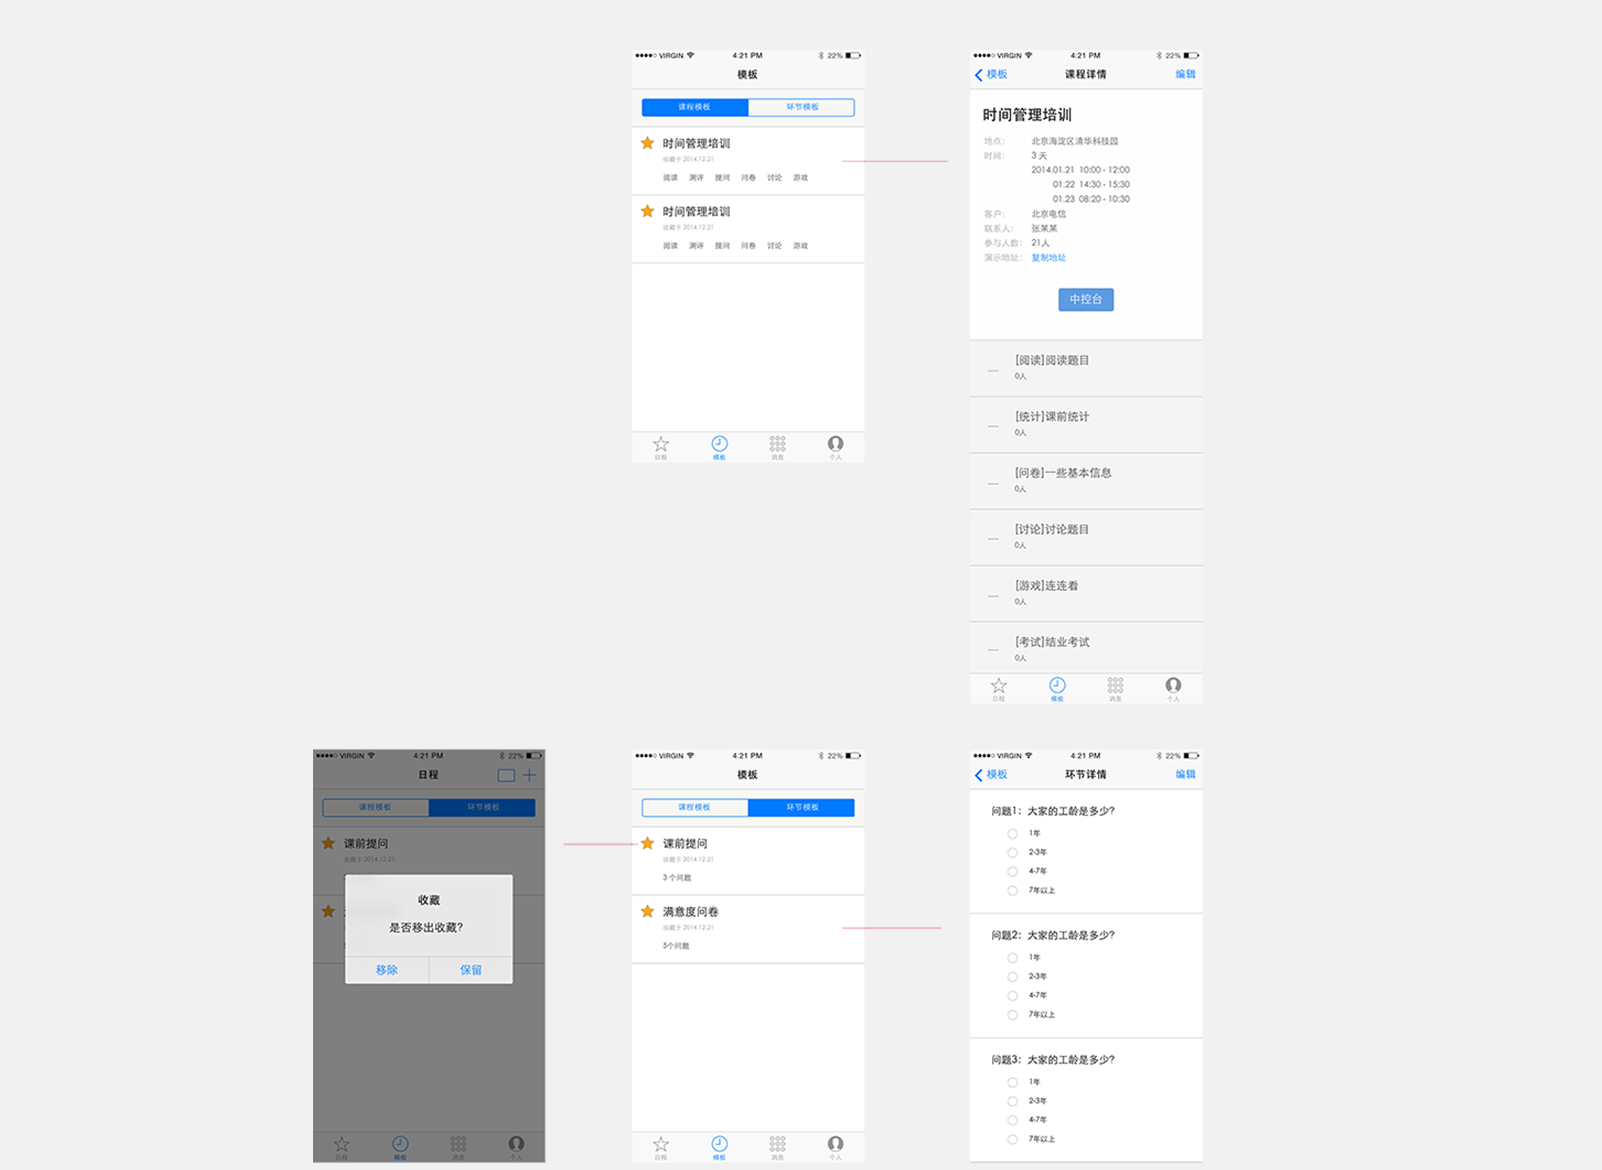 VIRGIN 4:21 PM 22%
模板
课程模板 环节模板
时间管理培训
收藏于 2014.12.21
阅读 测评 提问 问卷 讨论 游戏
时间管理培训
收藏于 2014.12.21
阅读 测评 提问 问卷 讨论 游戏
日程 模板 消息 个人
VIRGIN 4:21 PM 22%
模板 课程详情 编辑
时间管理培训
地点: 北京海淀区清华科技园
时间: 3 天
2014.01.21 10:00 - 12:00
01.22 14:30 - 15:30
01.23 08:20 - 10:30
客户: 北京电信
联系人: 张某某
参与人数: 21人
演示地址: 复制地址
中控台
[阅读]阅读题目
0人
[统计]课前统计
0人
[问卷]一些基本信息
0人
[讨论]讨论题目
0人
[游戏]连连看
0人
[考试]结业考试
0人
日程 模板 消息 个人
VIRGIN 4:21 PM 22%
日程
课程模板 环节模板
课前提问
收藏于 2014.12.21
收藏
是否移出收藏?
移除 保留
日程 模板 消息 个人
VIRGIN 4:21 PM 22%
模板
课程模板 环节模板
课前提问
收藏于 2014.12.21
3 个问题
满意度问卷
收藏于 2014.12.21
5个问题
日程 模板 消息 个人
VIRGIN 4:21 PM 22%
模板 环节详情 编辑
问题1: 大家的工龄是多少?
1年
2-3年
4-7年
7年以上
问题2: 大家的工龄是多少?
1年
2-3年
4-7年
7年以上
问题3: 大家的工龄是多少?
1年
2-3年
4-7年
7年以上